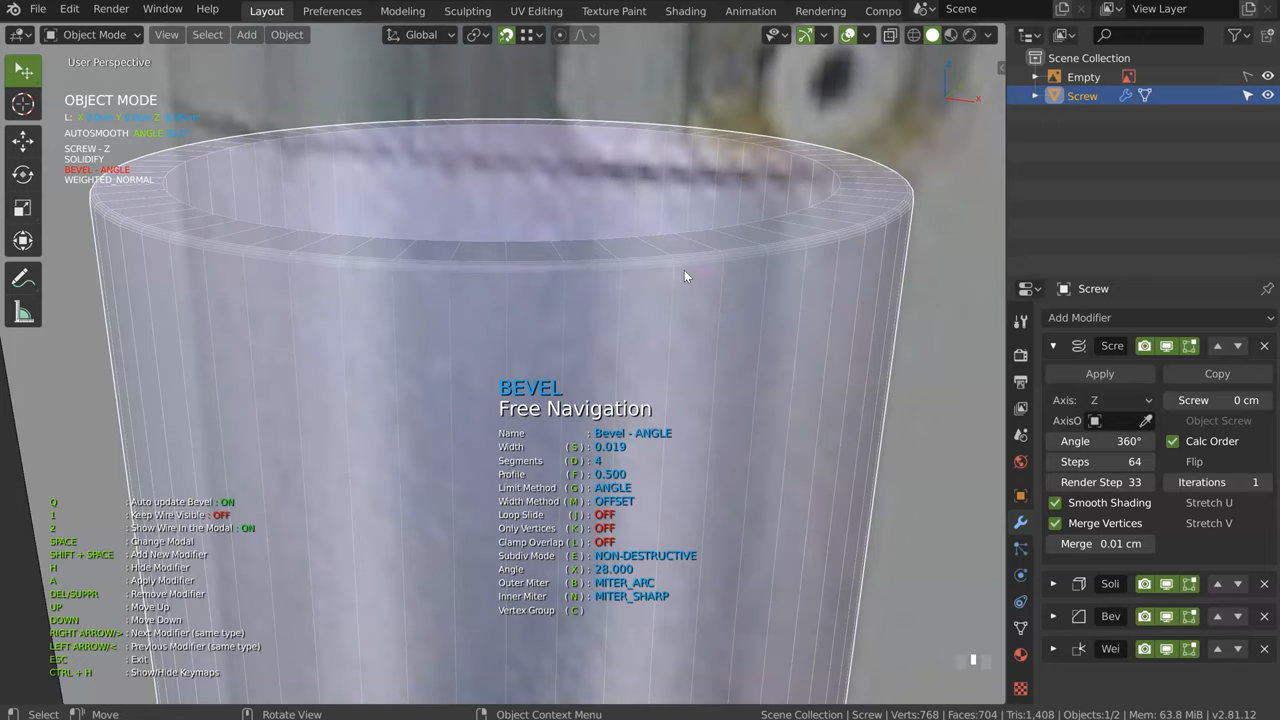 File Edit Render Window Help Layout Preferences Modeling Sculpting UV Editing Texture Paint Shading Animation Rendering Compo Scene View Layer
Object Mode View Select Add Object Global
User Perspective
OBJECT MODE
AUTOSMOOTH ANGLE
SCREW - Z
SOLIDIFY
BEVEL - ANGLE
WEIGHTED_NORMAL
X
BEVEL
Free Navigation
Name : Bevel - ANGLE
Width ( S ) : 0.019
Segments ( D ) : 4
Profile ( F ) : 0.500
Limit Method ( G ) : ANGLE
Width Method ( M ) : OFFSET
Loop Slide ( J ) : OFF
Only Vertices ( K ) : OFF
Clamp Overlap ( L ) : OFF
Subdiv Mode ( E ) : NON-DESTRUCTIVE
Angle ( X ) : 28.000
Outer Miter ( B ) : MITER_ARC
Inner Miter ( N ) : MITER_SHARP
Vertex Group ( C )
Q : Auto update Bevel : ON
1 : Keep Wire Visible : OFF
2 : Show Wire in the Modal : ON
SPACE : Change Modal
SHIFT + SPACE : Add New Modifier
H : Hide Modifier
A : Apply Modifier
DEL/SUPPR : Remove Modifier
UP : Move Up
DOWN : Move Down
RIGHT ARROW/> : Next Modifier (same type)
LEFT ARROW/< : Previous Modifier (same type)
ESC : Exit
CTRL + H : Show/Hide Keymaps
Scene Collection
Empty
Screw
Screw
Add Modifier
Scre
Apply Copy
Axis: Z Screw 0 cm
AxisO Object Screw
Angle 360° Calc Order
Steps 64 Flip
Render Step 33 Iterations 1
Smooth Shading Stretch U
Merge Vertices Stretch V
Merge 0.01 cm
Soli
Bev
Wei
Select Move Rotate View Object Context Menu Scene Collection | Screw | Verts:768 | Faces:704 | Tris:1,408 | Objects:1/2 | Mem: 63.8 MiB | v2.81.12